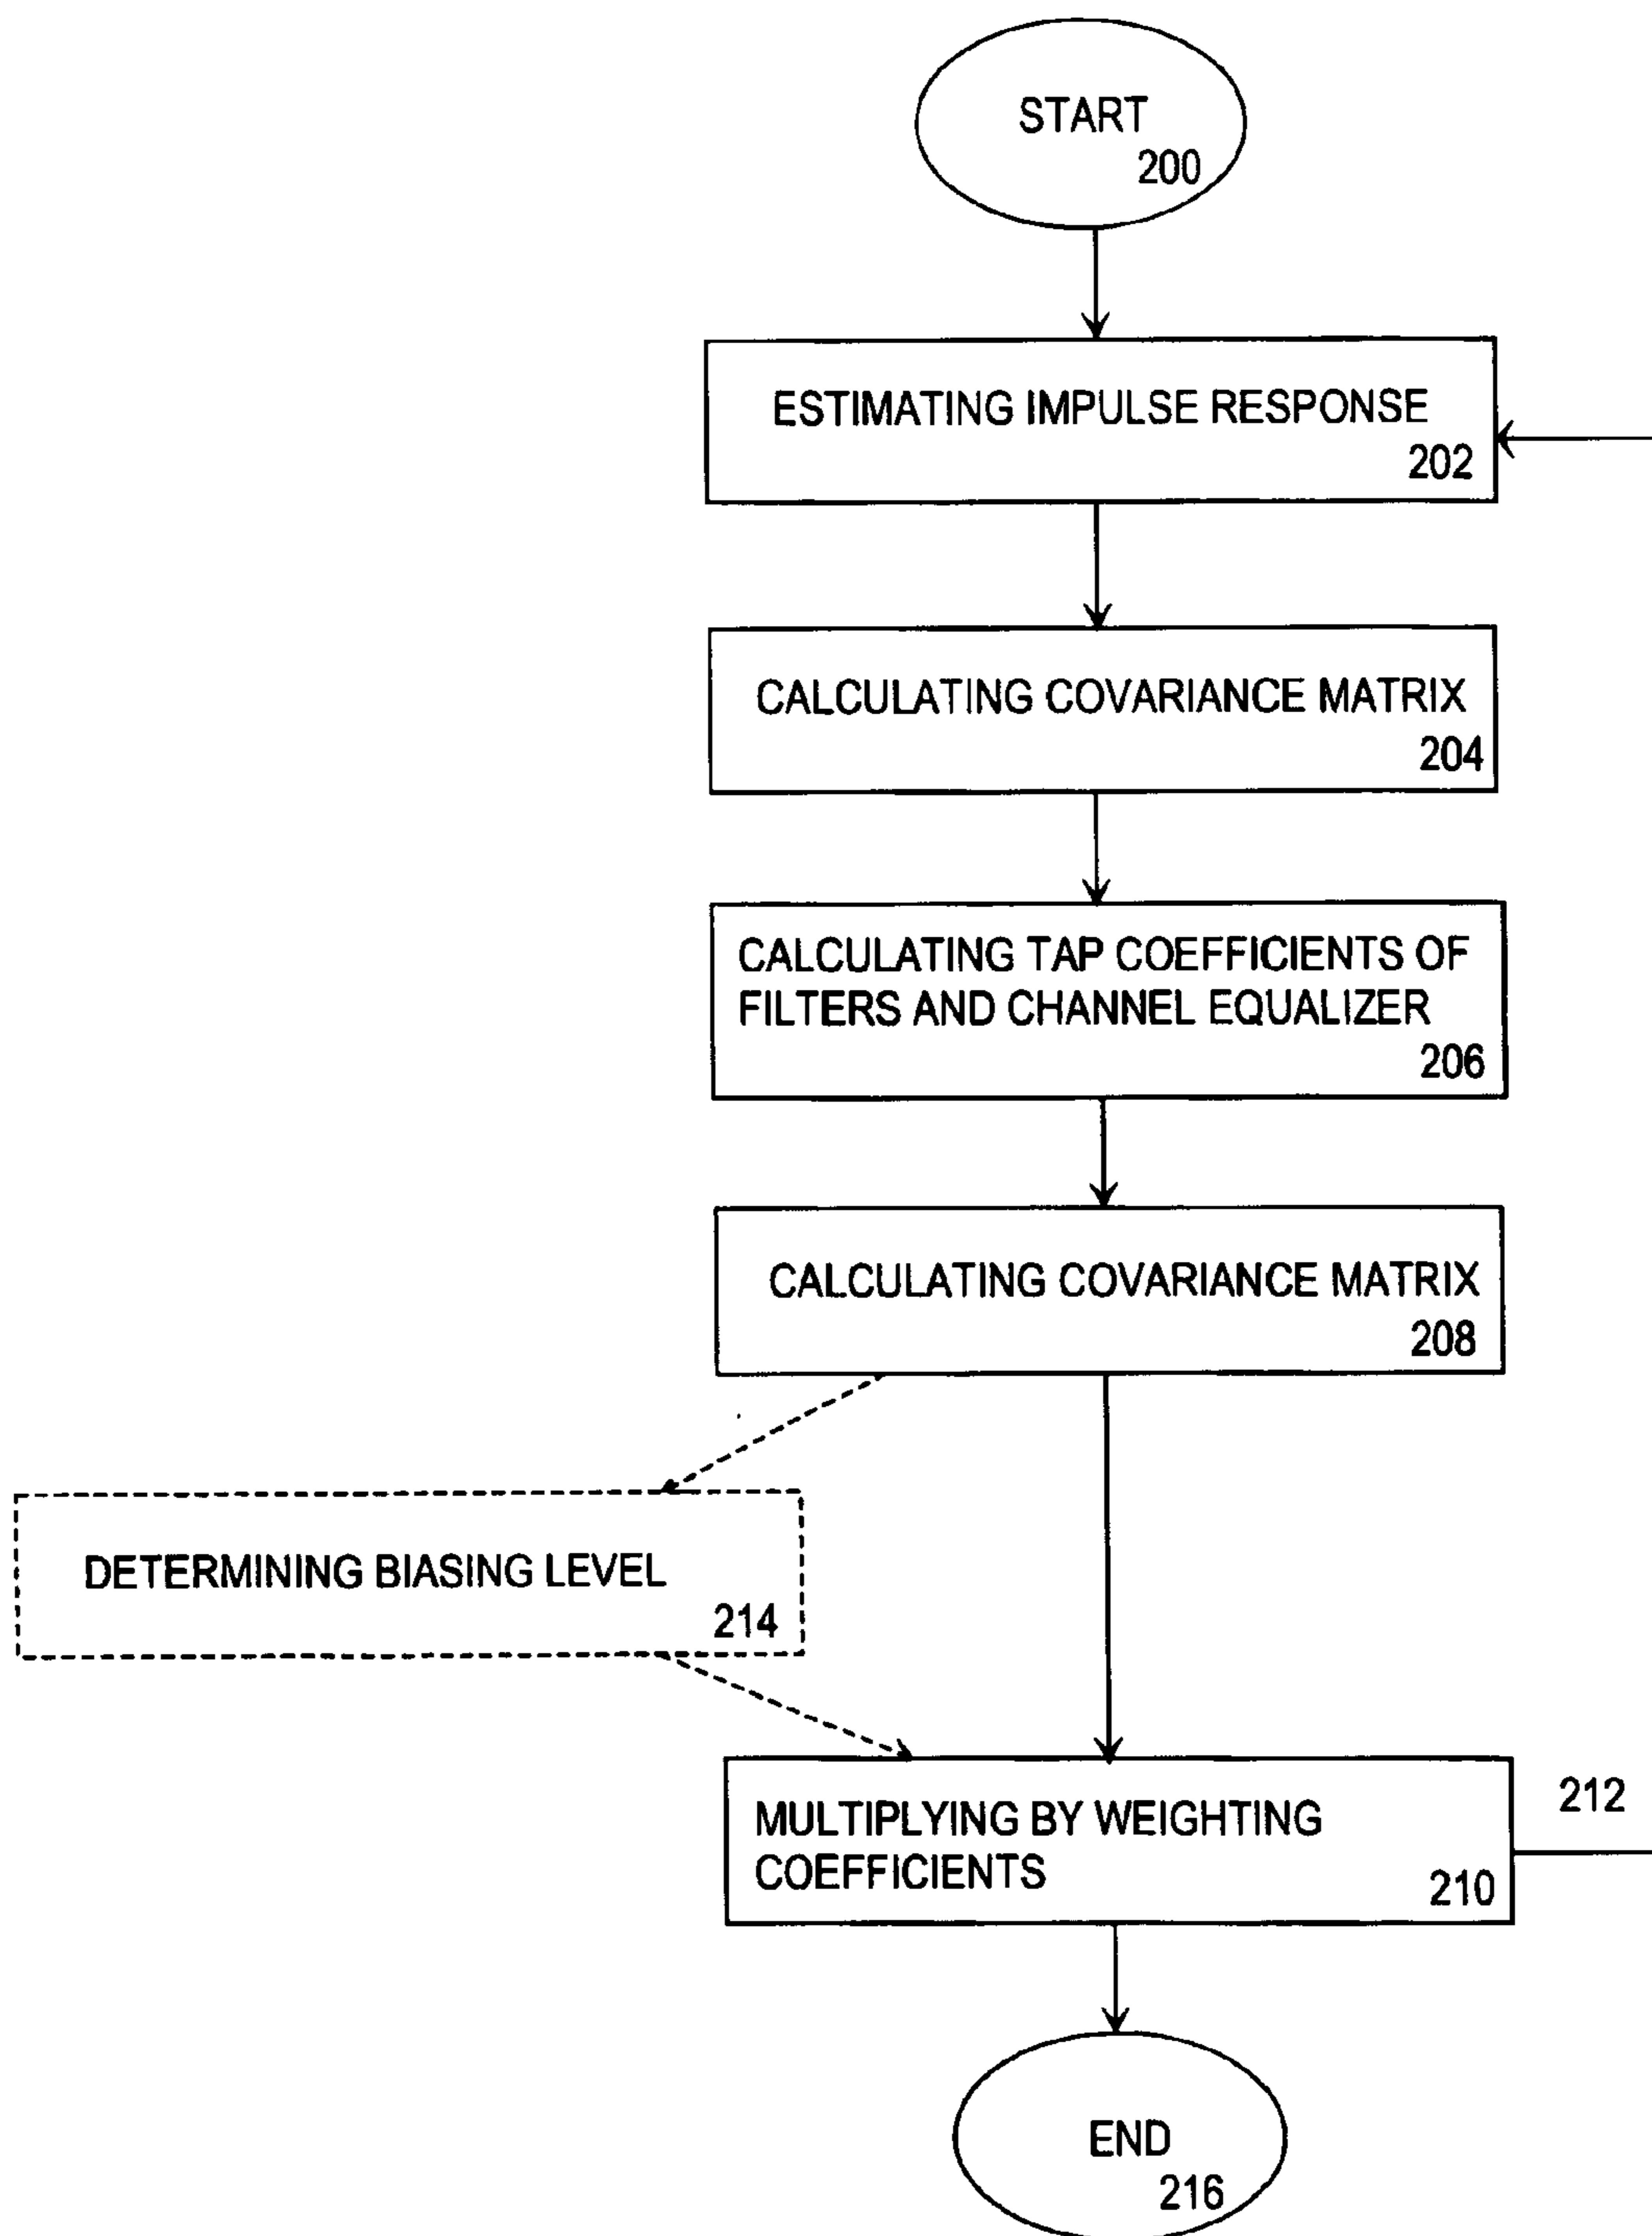 START
200
ESTIMATING IMPULSE RESPONSE
202
CALCULATING COVARIANCE MATRIX
204
CALCULATING TAP COEFFICIENTS OF
FILTERS AND CHANNEL EQUALIZER
206
CALCULATING COVARIANCE MATRIX
208
DETERMINING BIASING LEVEL
214
MULTIPLYING BY WEIGHTING
COEFFICIENTS
210
212
END
216